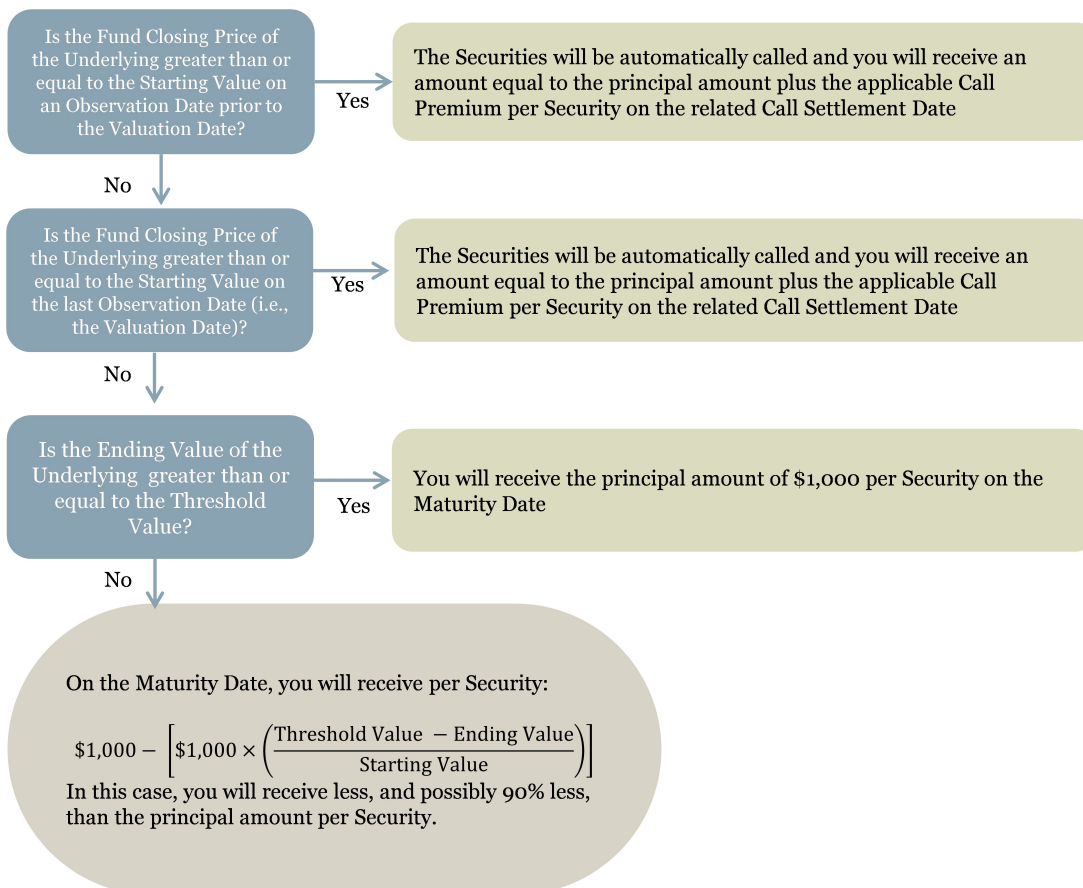 Is the Fund Closing Price of
the Underlying greater than or
equal to the Starting Value on
an Observation Date prior to
the Valuation Date?
Yes
The Securities will be automatically called and you will receive an
amount equal to the principal amount plus the applicable Call
Premium per Security on the related Call Settlement Date
No
Is the Fund Closing Price of
the Underlying greater than or
equal to the Starting Value on
the last Observation Date (i.e.,
the Valuation Date)?
Yes
The Securities will be automatically called and you will receive an
amount equal to the principal amount plus the applicable Call
Premium per Security on the related Call Settlement Date
No
Is the Ending Value of the
Underlying greater than or
equal to the Threshold
Value?
Yes
You will receive the principal amount of $1,000 per Security on the
Maturity Date
No
On the Maturity Date, you will receive per Security:
$1,000 − [$1,000 × (Threshold Value − Ending Value / Starting Value)]
In this case, you will receive less, and possibly 90% less,
than the principal amount per Security.